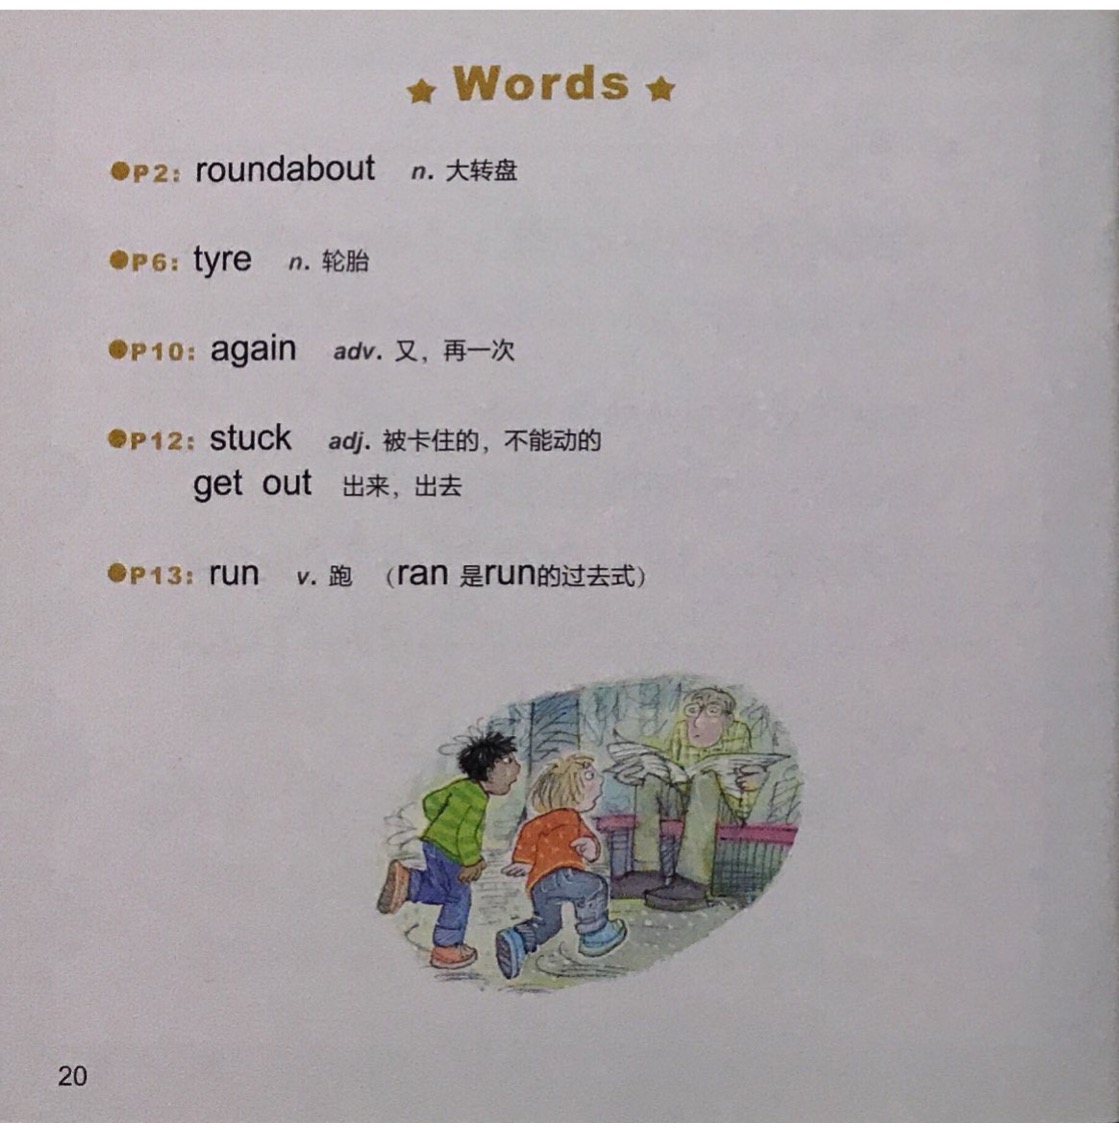 ★ Words ★
●P2: roundabout n. 大转盘
●P6: tyre n. 轮胎
●P10: again adv. 又，再一次
●P12: stuck adj. 被卡住的，不能动的
get out 出来，出去
●P13: run v. 跑 （ran 是run的过去式）
20